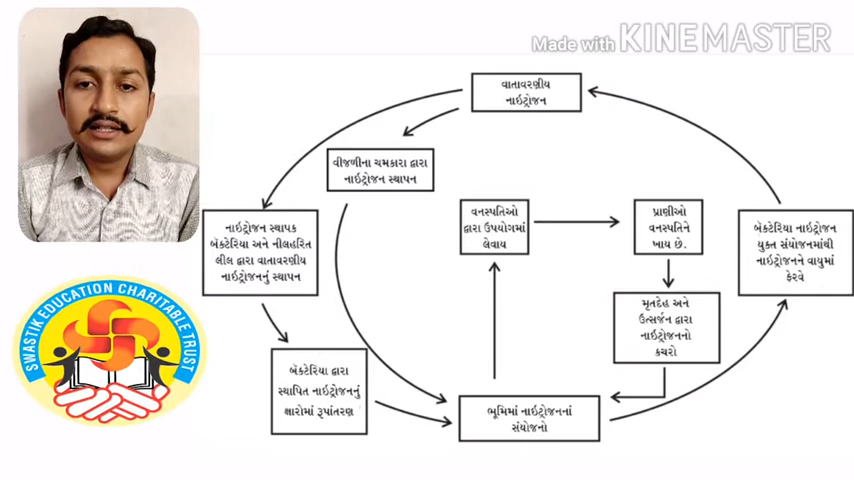 Made with KINEMASTER
વાતાવરણીય
નાઇટ્રોજન
વીજળીના ચમકારા દ્વારા
નાઇટ્રોજન સ્થાપન
નાઇટ્રોજન સ્થાપક
બૅક્ટેરિયા અને નીલહરિત
લીલ દ્વારા વાતાવરણીય
નાઇટ્રોજનનું સ્થાપન
વનસ્પતિઓ
દ્વારા ઉપયોગમાં
લેવાય
પ્રાણીઓ
વનસ્પતિને
ખાય છે.
બૅક્ટેરિયા નાઇટ્રોજન
યુક્ત સંયોજનમાંથી
નાઇટ્રોજનને વાયુમાં
ફેરવે
મૃતદેહ અને
ઉત્સર્જન દ્વારા
નાઇટ્રોજનનો
કચરો
બૅક્ટેરિયા દ્વારા
સ્થાપિત નાઇટ્રોજનનું
ક્ષારોમાં રૂપાંતરણ
ભૂમિમાં નાઇટ્રોજનનાં
સંયોજનો
SWASTIK EDUCATION CHARITABLE TRUST